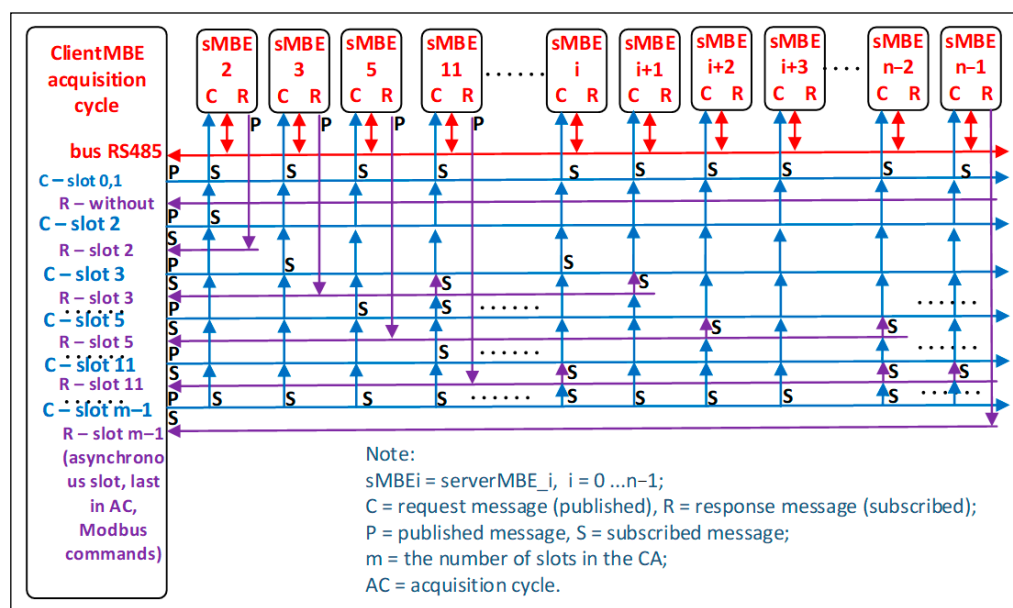 ClientMBE
acquisition
cycle
sMBE
2
C R
sMBE
3
C R
sMBE
5
C R
sMBE
11
C R
......
sMBE
i
C R
sMBE
i+1
C R
sMBE
i+2
C R
sMBE
i+3
C R
.....
sMBE
n−2
C R
sMBE
n−1
C R
P P P P
bus RS485
P S S S S S S S S S S
C – slot 0,1
R – without
P S
C – slot 2
S
R – slot 2
P S S
C – slot 3
S S S
R – slot 3
...... P S S ...... ......
C – slot 5
S S S
R – slot 5
...... P S ...... ......
C – slot 11
S S S S
R – slot 11
...... P S S S S ...... S S S S S ......
C – slot m–1
S
R – slot m–1
(asynchrono
us slot, last
in AC,
Modbus
commands)
Note:
sMBEi = serverMBE_i, i = 0 ...n−1;
C = request message (published), R = response message (subscribed);
P = published message, S = subscribed message;
m = the number of slots in the CA;
AC = acquisition cycle.